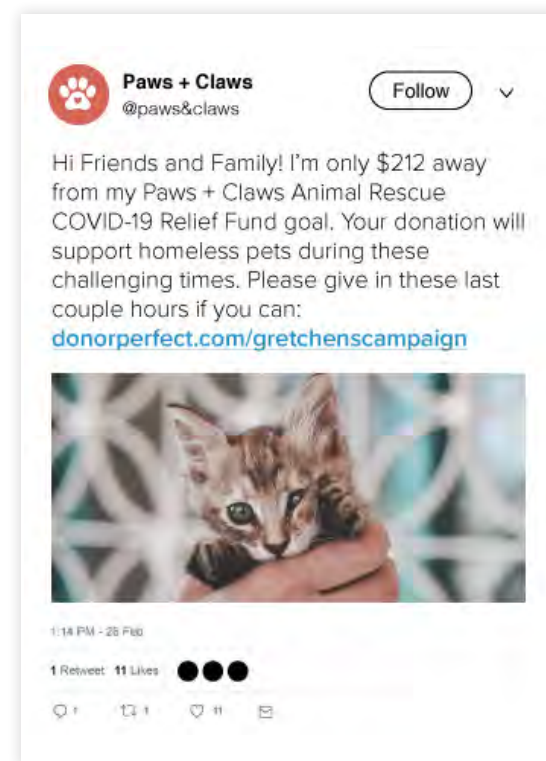 Paws + Claws
@paws&claws
Follow
Hi Friends and Family! I'm only $212 away
from my Paws + Claws Animal Rescue
COVID-19 Relief Fund goal. Your donation will
support homeless pets during these
challenging times. Please give in these last
couple hours if you can:
donorperfect.com/gretchenscampaign
1:14 PM - 26 Feb
1 Retweet 11 Likes
1 1 11